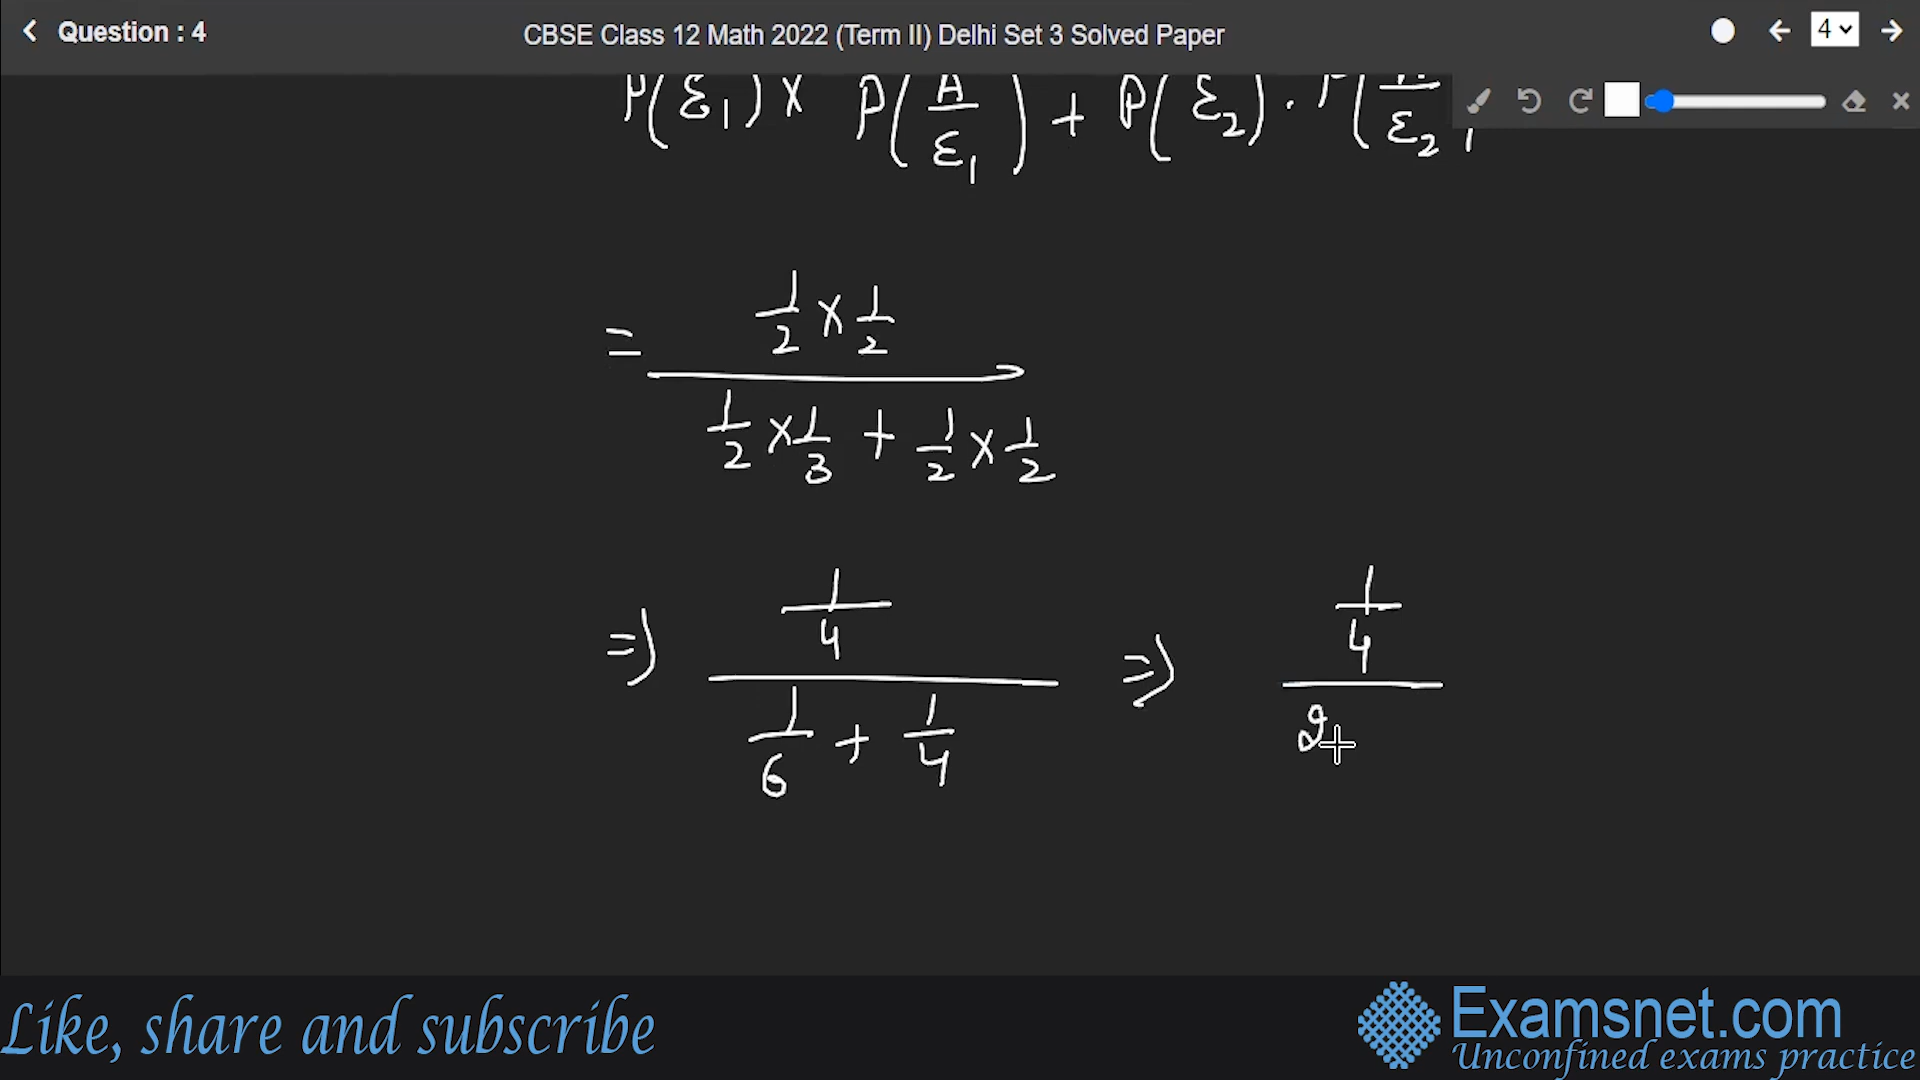 Question : 4
CBSE Class 12 Math 2022 (Term II) Delhi Set 3 Solved Paper
4
P(E₁) × P(A/E₁) + P(E₂) · P(A/E₂)
= (1/2 × 1/2) / (1/2 × 1/3 + 1/2 × 1/2)
⇒ (1/4) / (1/6 + 1/4) ⇒ (1/4) / 2
Like, share and subscribe
Examsnet.com
Unconfined exams practice